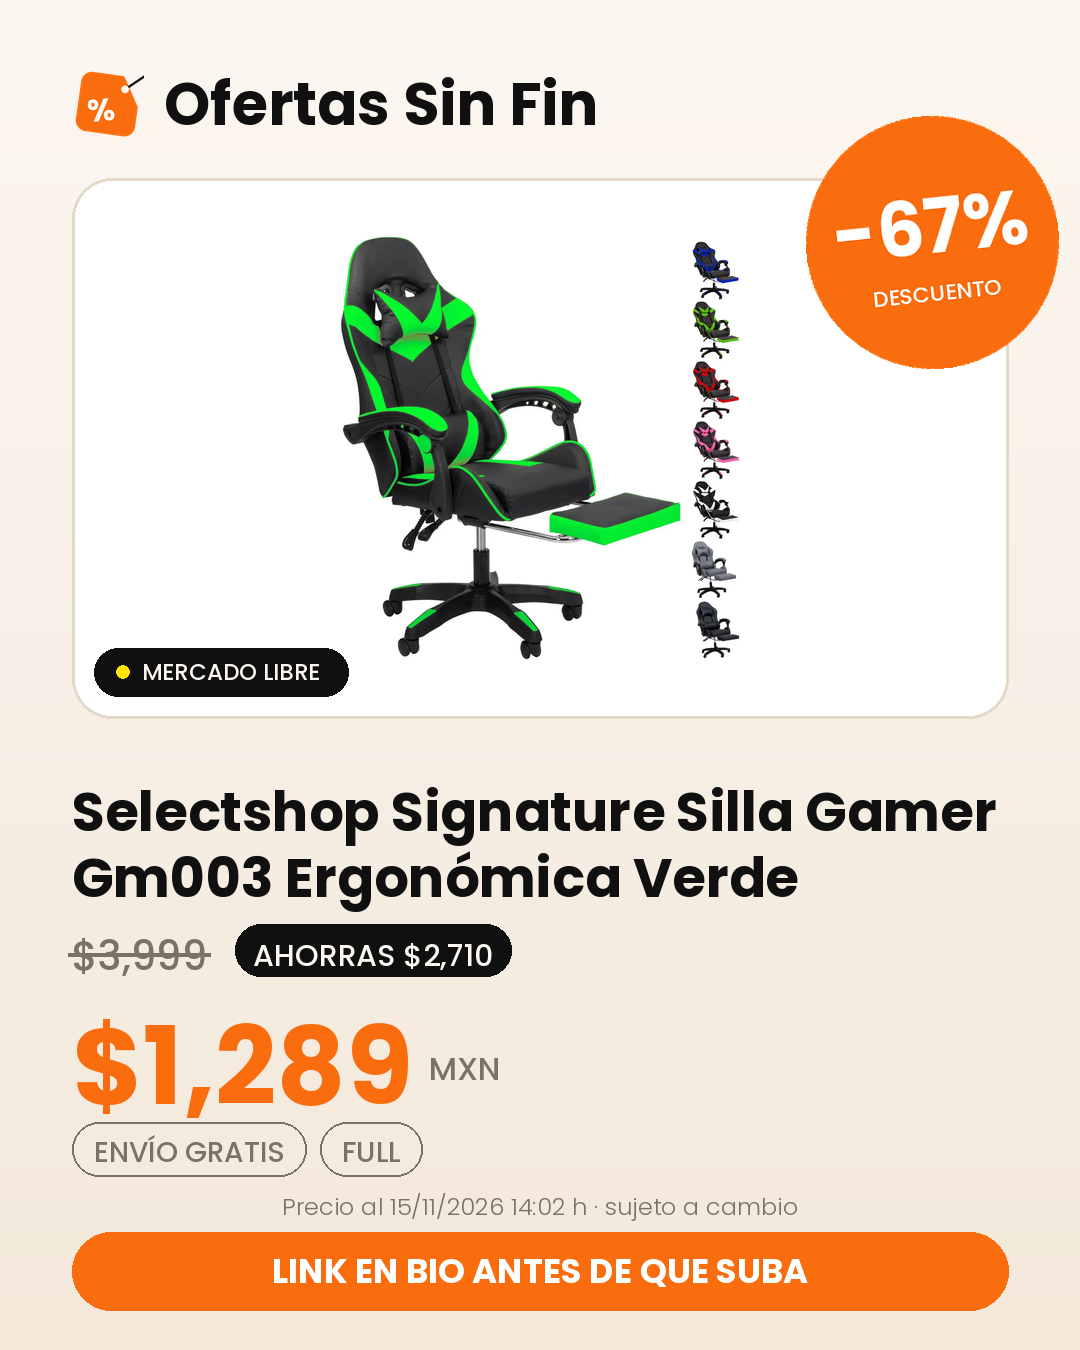 %
Ofertas Sin Fin
-67%
DESCUENTO
MERCADO LIBRE
Selectshop Signature Silla Gamer
Gm003 Ergonómica Verde
$3,999
AHORRAS $2,710
$1,289 MXN
ENVÍO GRATIS
FULL
Precio al 15/11/2026 14:02 h · sujeto a cambio
LINK EN BIO ANTES DE QUE SUBA